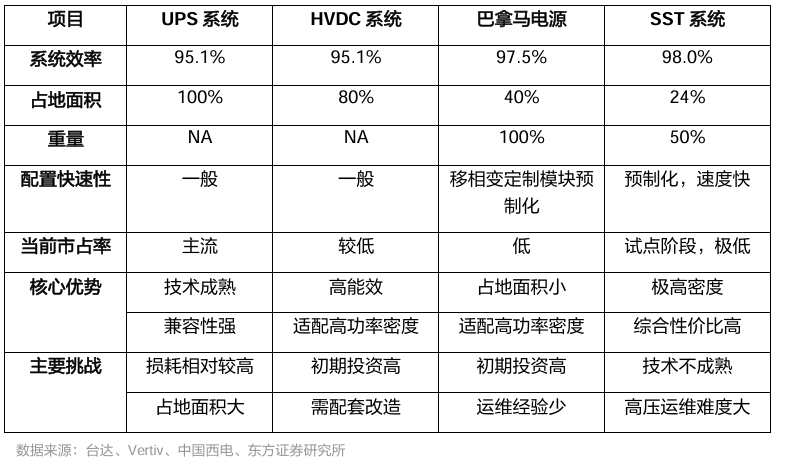 项目 UPS 系统 HVDC 系统 巴拿马电源 SST 系统
系统效率 95.1% 95.1% 97.5% 98.0%
占地面积 100% 80% 40% 24%
重量 NA NA 100% 50%
配置快速性 一般 一般 移相变定制模块预 预制化，速度快
制化
当前市占率 主流 较低 低 试点阶段，极低
核心优势 技术成熟 高能效 占地面积小 极高密度
兼容性强 适配高功率密度 适配高功率密度 综合性价比高
主要挑战 损耗相对较高 初期投资高 初期投资高 技术不成熟
占地面积大 需配套改造 运维经验少 高压运维难度大
数据来源：台达、Vertiv、中国西电、东方证券研究所